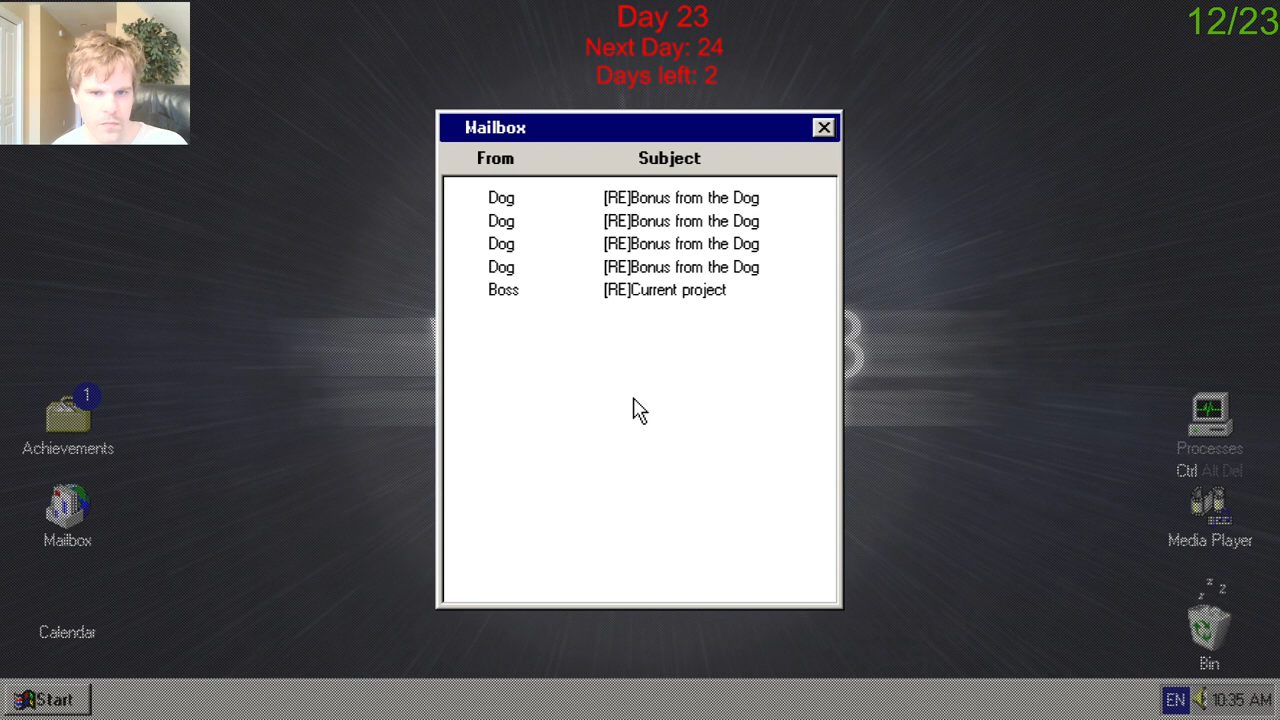 Day 23
Next Day: 24
Days left: 2
12/23
Mailbox
From Subject
Dog [RE]Bonus from the Dog
Dog [RE]Bonus from the Dog
Dog [RE]Bonus from the Dog
Dog [RE]Bonus from the Dog
Boss [RE]Current project
1
Achievements
Mailbox
Calendar
Processes
Ctrl Alt Del
Media Player
Bin
Start
EN 10:35 AM